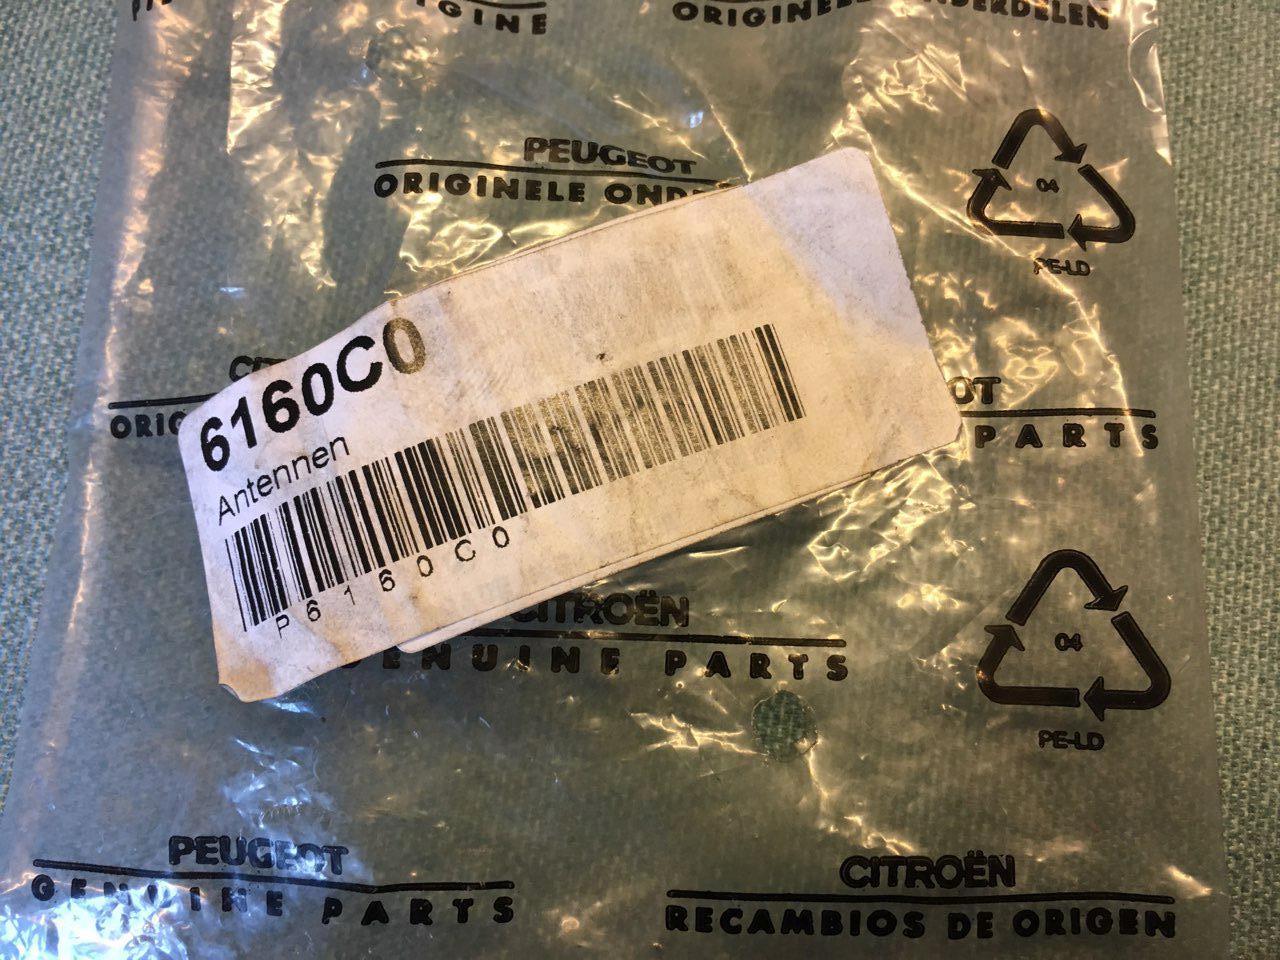 ORIGINE
ORIGINELE ONDERDELEN
PEUGEOT
ORIGINELE
04
PE-LD
6160C0
Antennen
P6160C0
PARTS
CITROËN
GENUINE PARTS
04
PE-LD
PEUGEOT
GENUINE PARTS
CITROËN
RECAMBIOS DE ORIGEN